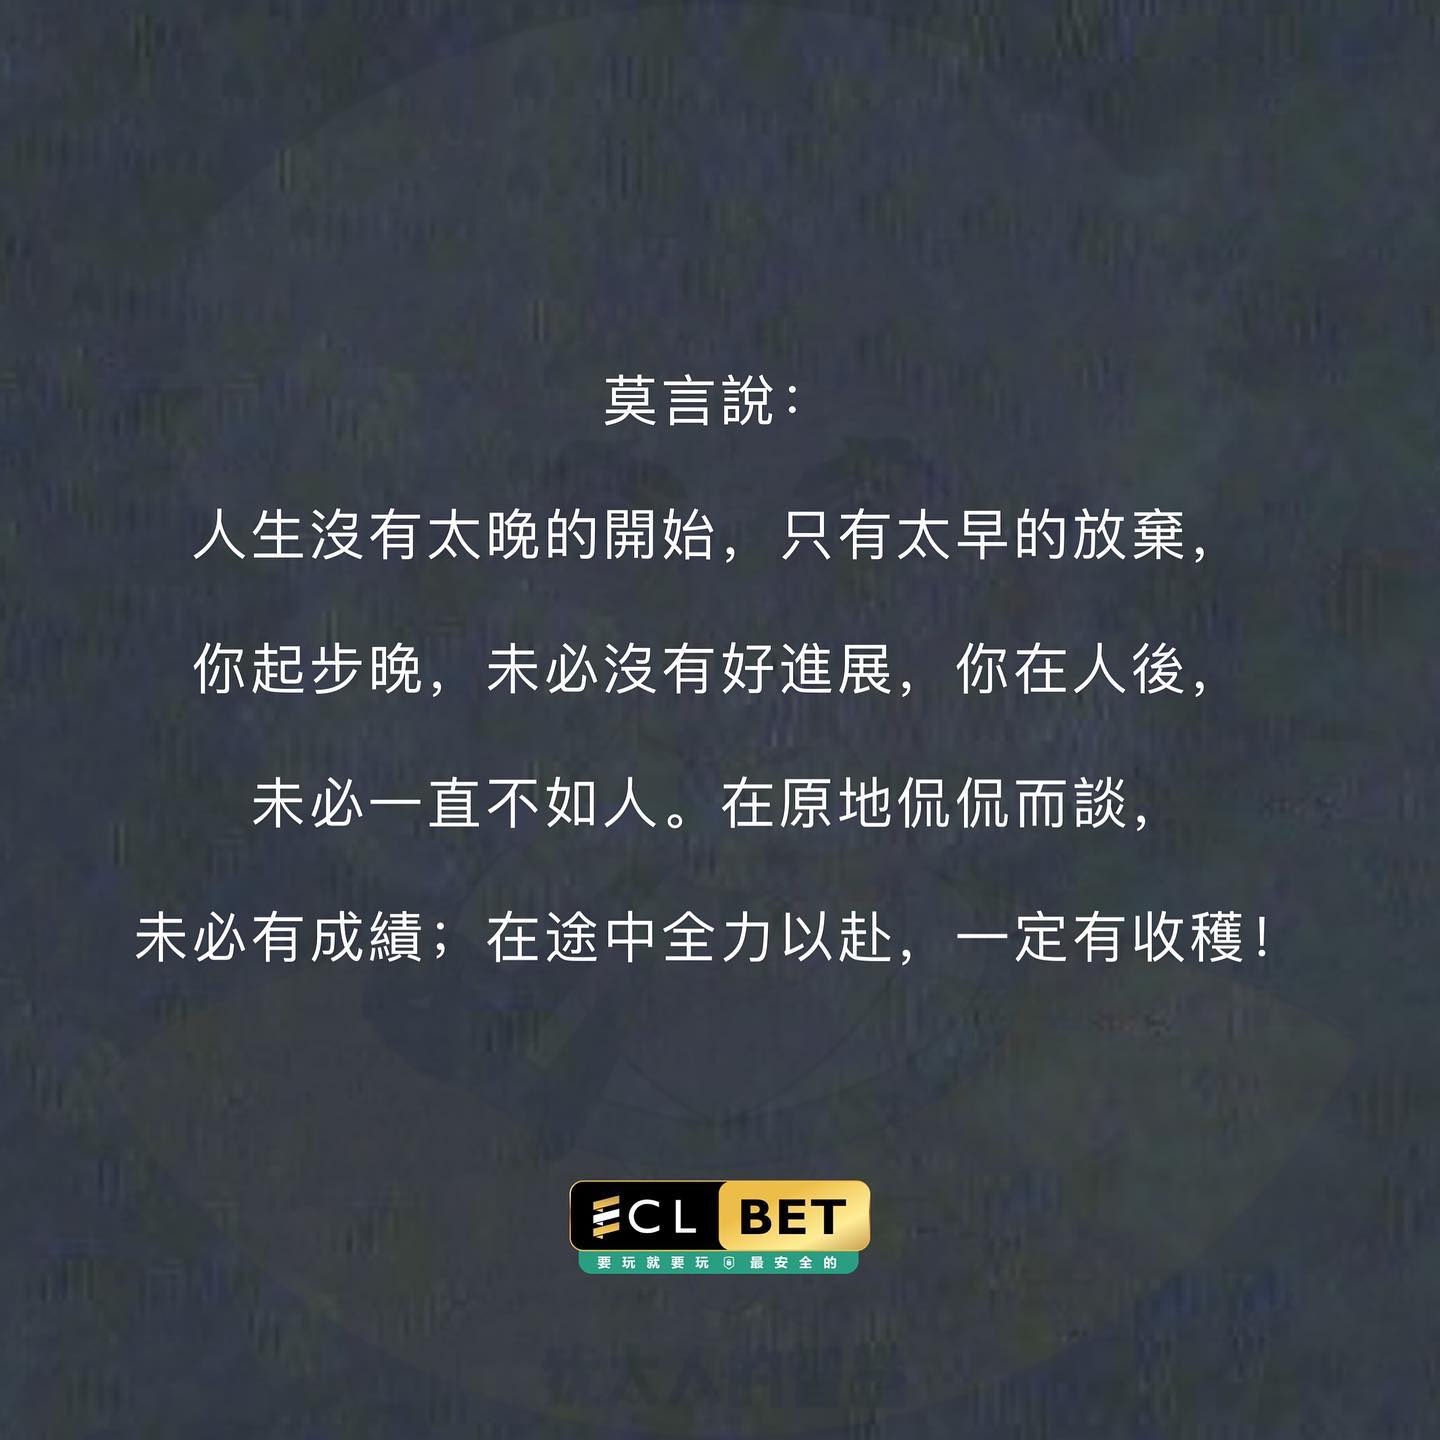 莫言說：
人生沒有太晚的開始，只有太早的放棄，
你起步晚，未必沒有好進展，你在人後，
未必一直不如人。在原地侃侃而談，
未必有成績；在途中全力以赴，一定有收穫！
ECL BET
要玩就要玩 最安全的